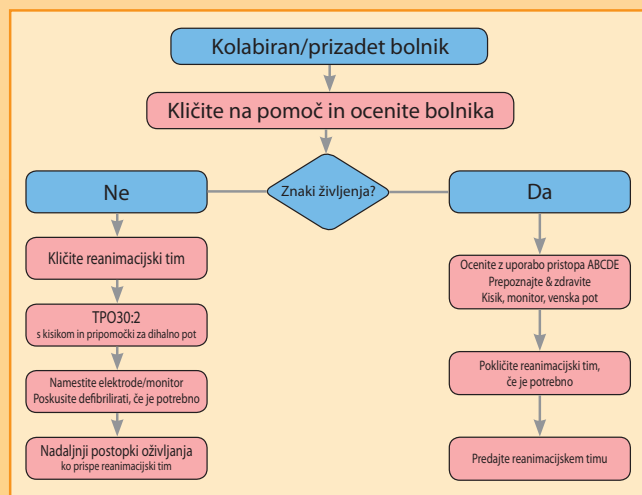 Kolabiran/prizadet bolnik
Kličite na pomoč in ocenite bolnika
Znaki življenja?
Ne
Kličite reanimacijski tim
TPO30:2
s kisikom in pripomočki za dihalno pot
Namestite elektrode/monitor
Poskusite defibrilirati, če je potrebno
Nadaljnji postopki oživljanja
ko prispe reanimacijski tim
Da
Ocenite z uporabo pristopa ABCDE
Prepoznajte & zdravite
Kisik, monitor, venska pot
Pokličite reanimacijski tim,
če je potrebno
Predajte reanimacijskem timu